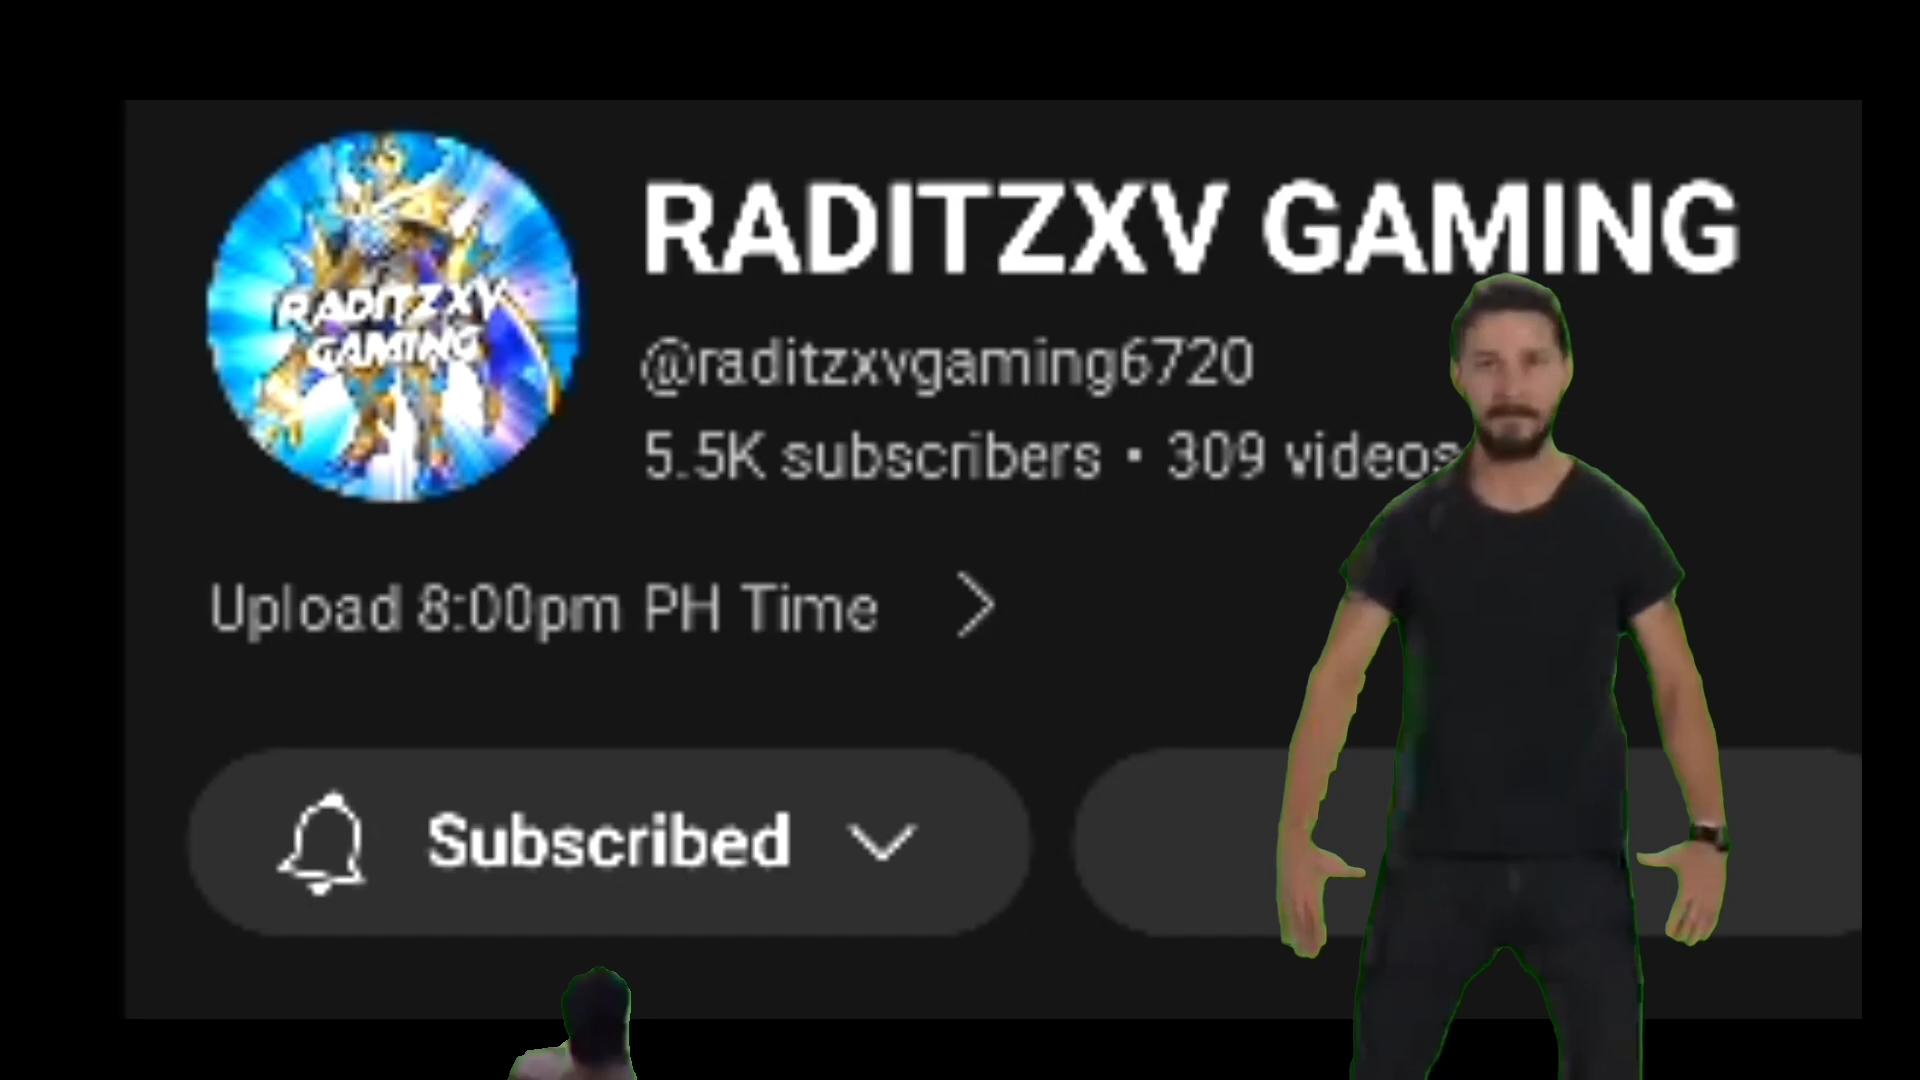 RADITZXV
GAMING
RADITZXV GAMING
@raditzxvgaming6720
5.5K subscribers • 309 videos
Upload 8:00pm PH Time
Subscribed